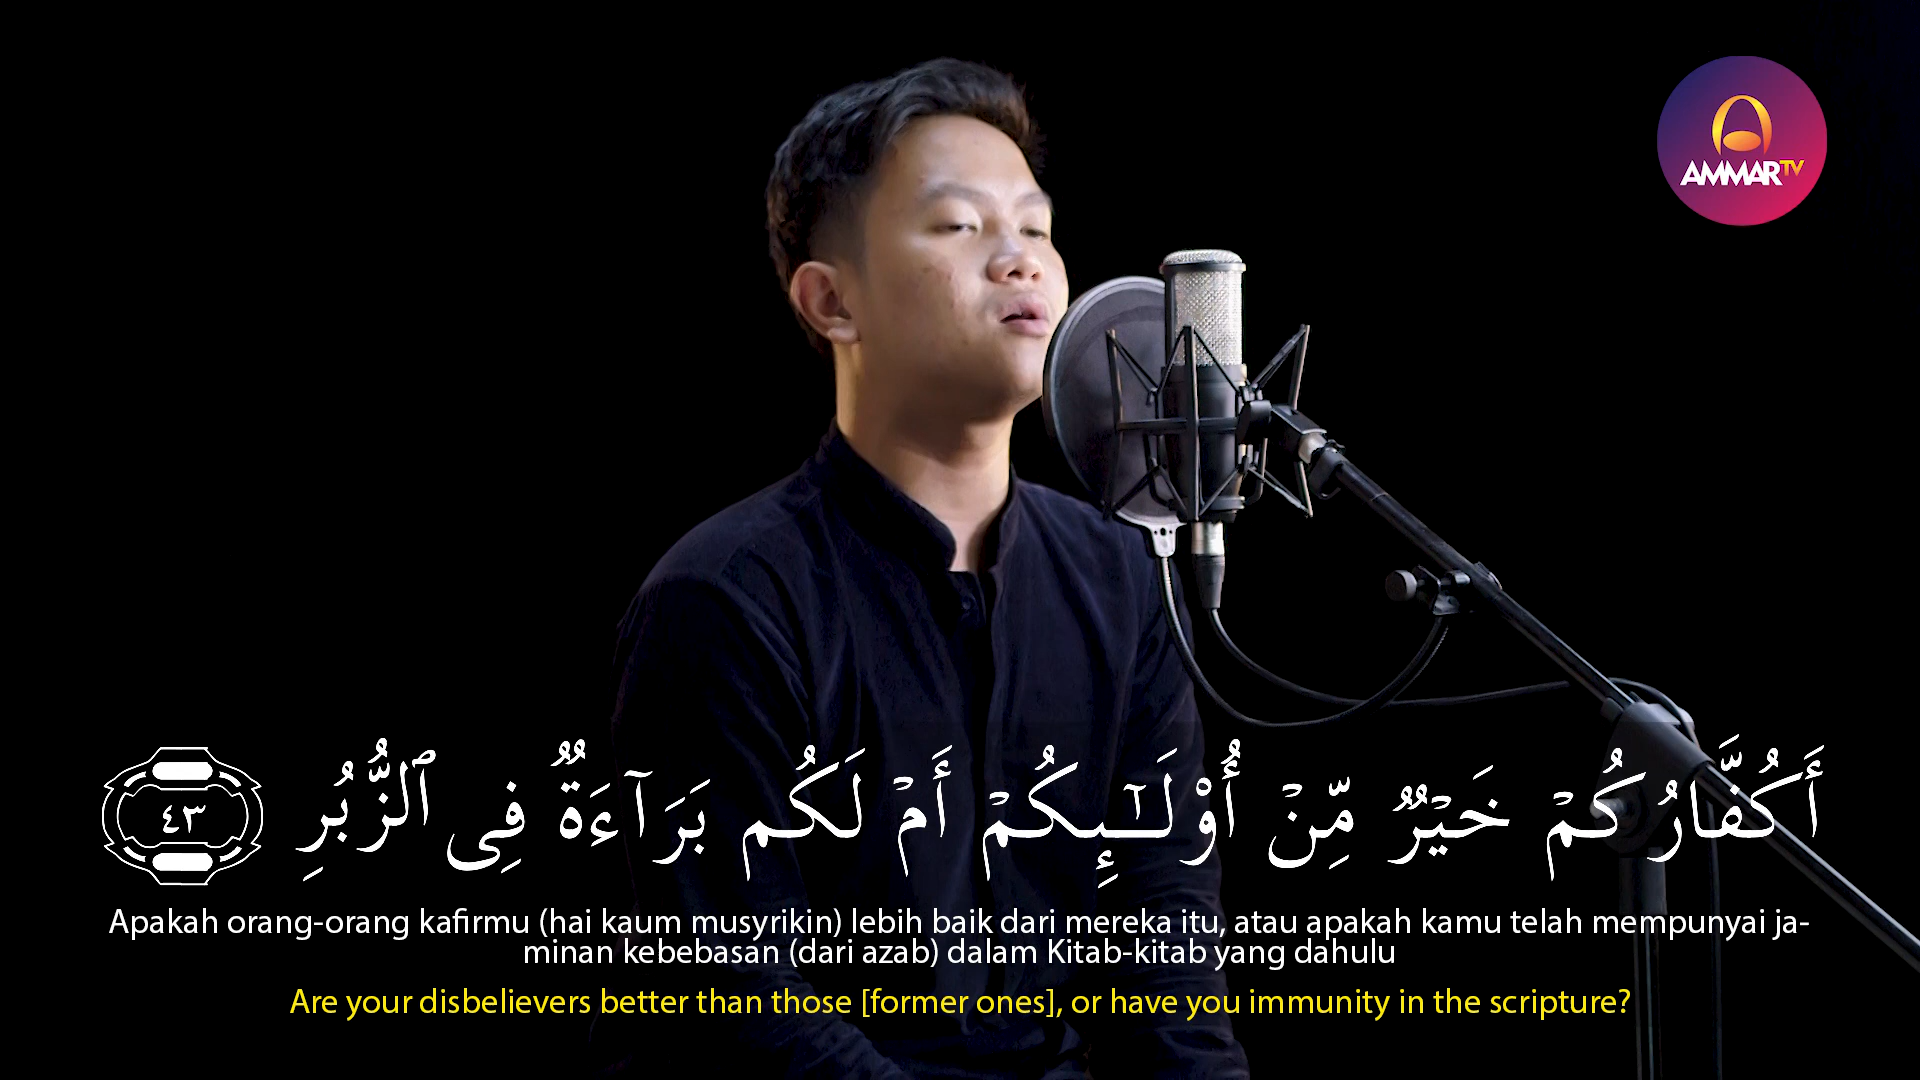 AMMARTV
أَكُفَّارُكُمْ خَيْرٌ مِّنْ أُو۟لَـٰٓئِكُمْ أَمْ لَكُم بَرَآءَةٌ فِى ٱلزُّبُرِ ٤٣
Apakah orang-orang kafirmu (hai kaum musyrikin) lebih baik dari mereka itu, atau apakah kamu telah mempunyai ja-
minan kebebasan (dari azab) dalam Kitab-kitab yang dahulu
Are your disbelievers better than those [former ones], or have you immunity in the scripture?